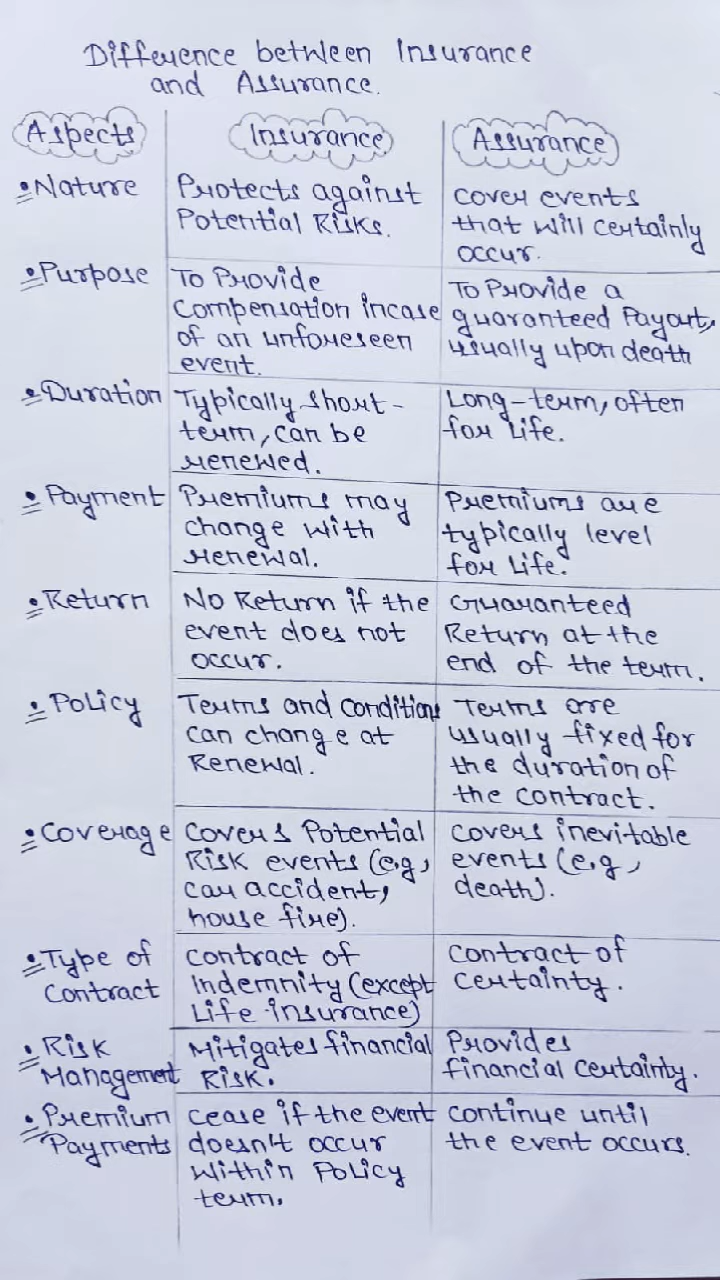 Difference between Insurance
and Assurance.
Aspects
Insurance
Assurance
Nature
Protects against
Potential Risks.
cover events
that will certainly
occur.
Purpose
To Provide
compensation incase
of an unforeseen
event.
To Provide a
guaranteed Payout,
usually upon death
Duration
Typically short-
term, can be
renewed.
Long-term, often
for Life.
Payment
Premiums may
change with
renewal.
Premiums are
typically level
for Life.
Return
No Return if the
event does not
occur.
Guaranteed
Return at the
end of the term.
Policy
Terms and conditions
can change at
Renewal.
Terms are
usually fixed for
the duration of
the contract.
Coverage
Covers Potential
Risk events (e.g,
car accident,
house fire).
covers inevitable
events (e.g,
death).
Type of
Contract
Contract of
Indemnity (except
Life insurance)
Contract of
Certainty.
Risk
Management
Mitigates financial
Risk.
Provides
financial certainty.
Premium
Payments
cease if the event
doesn't occur
within Policy
term.
continue until
the event occurs.